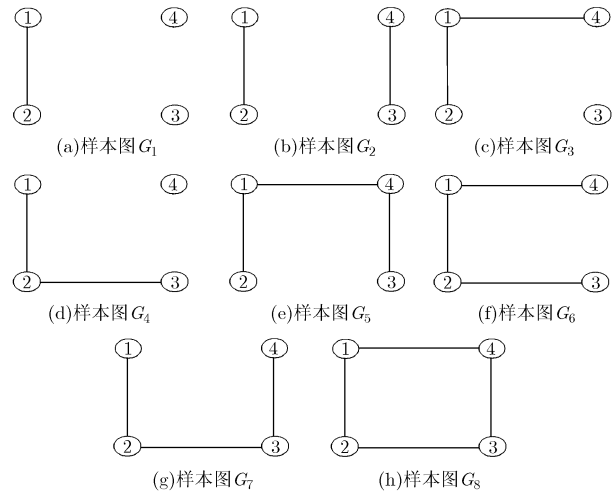 1 4 1 4 1 4
2 3 2 3 2 3
(a)样本图G₁ (b)样本图G₂ (c)样本图G₃
1 4 1 4 1 4
2 3 2 3 2 3
(d)样本图G₄ (e)样本图G₅ (f)样本图G₆
1 4 1 4
2 3 2 3
(g)样本图G₇ (h)样本图G₈